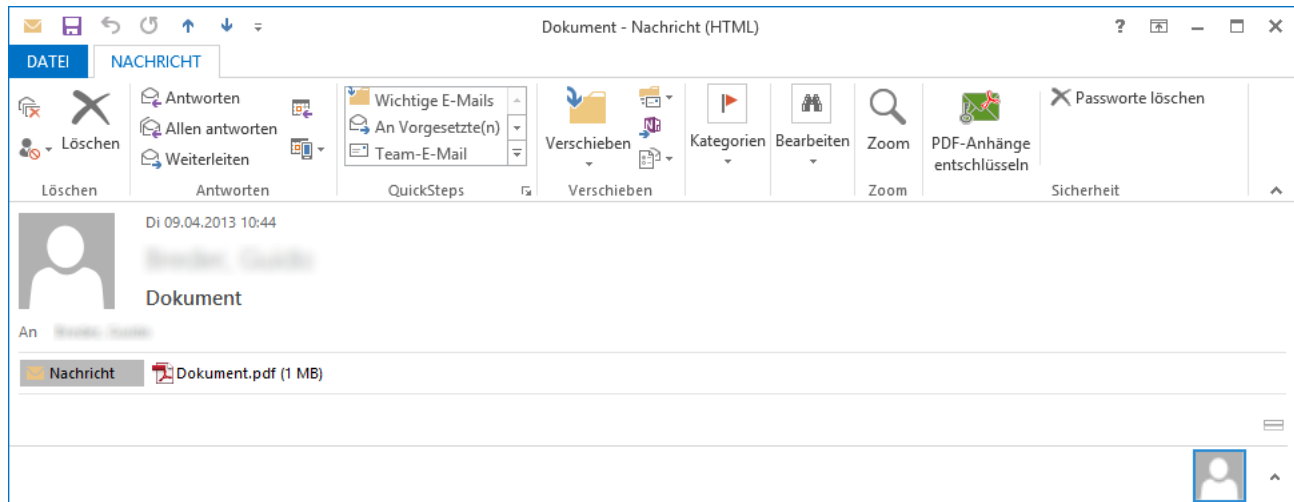 Dokument - Nachricht (HTML)
DATEI NACHRICHT
Löschen
Antworten
Allen antworten
Weiterleiten
Wichtige E-Mails
An Vorgesetzte(n)
Team-E-Mail
Verschieben
Kategorien
Bearbeiten
Zoom
PDF-Anhänge
entschlüsseln
Passworte löschen
Löschen Antworten QuickSteps Verschieben Zoom Sicherheit
Di 09.04.2013 10:44
Dokument
An
Nachricht Dokument.pdf (1 MB)